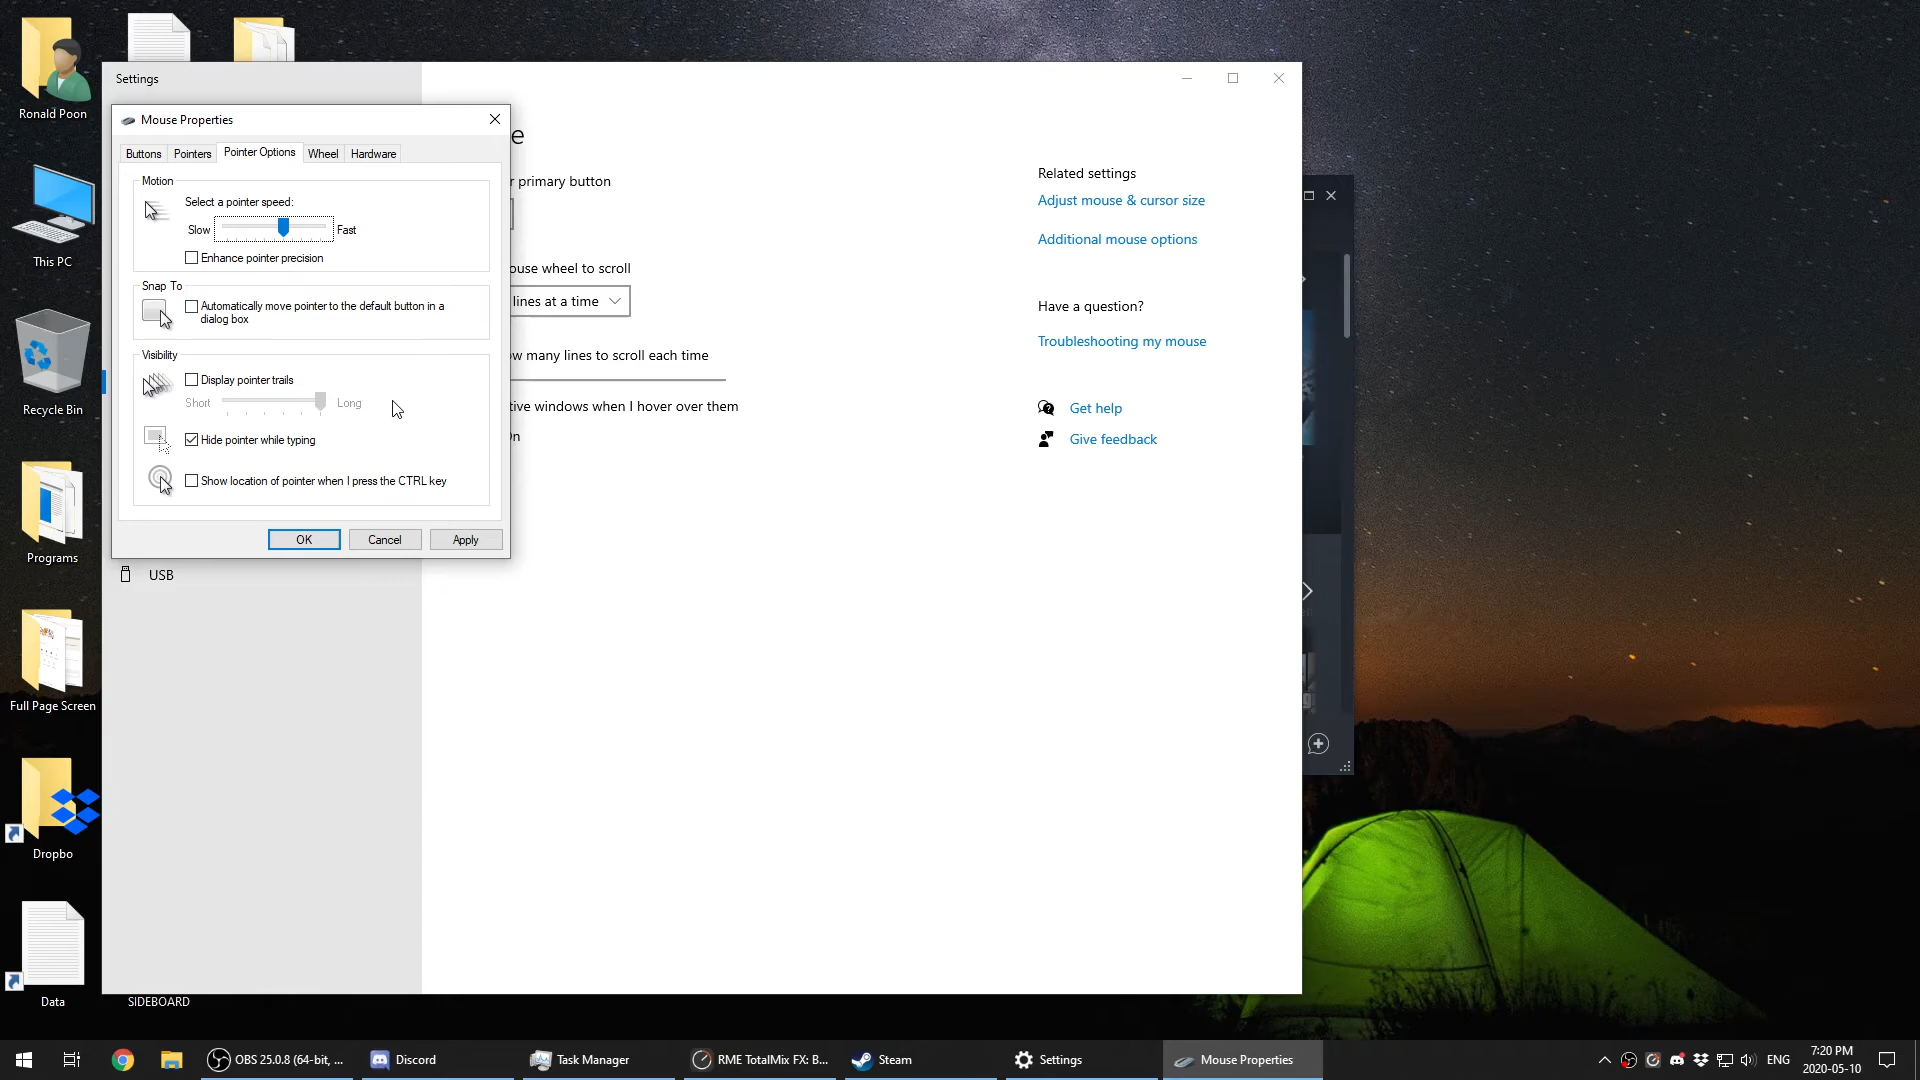 Ronald Poon
This PC
Recycle Bin
Programs
Full Page Screen
Dropbo
Data
SIDEBOARD
Settings
Mouse Properties
Buttons
Pointers
Pointer Options
Wheel
Hardware
Motion
Select a pointer speed:
Slow
Fast
Enhance pointer precision
Snap To
Automatically move pointer to the default button in a
dialog box
Visibility
Display pointer trails
Short
Long
Hide pointer while typing
Show location of pointer when I press the CTRL key
OK
Cancel
Apply
USB
e
r primary button
ouse wheel to scroll
lines at a time
ow many lines to scroll each time
tive windows when I hover over them
On
Related settings
Adjust mouse & cursor size
Additional mouse options
Have a question?
Troubleshooting my mouse
Get help
Give feedback
OBS 25.0.8 (64-bit, ...
Discord
Task Manager
RME TotalMix FX: B...
Steam
Settings
Mouse Properties
ENG
7:20 PM
2020-05-10